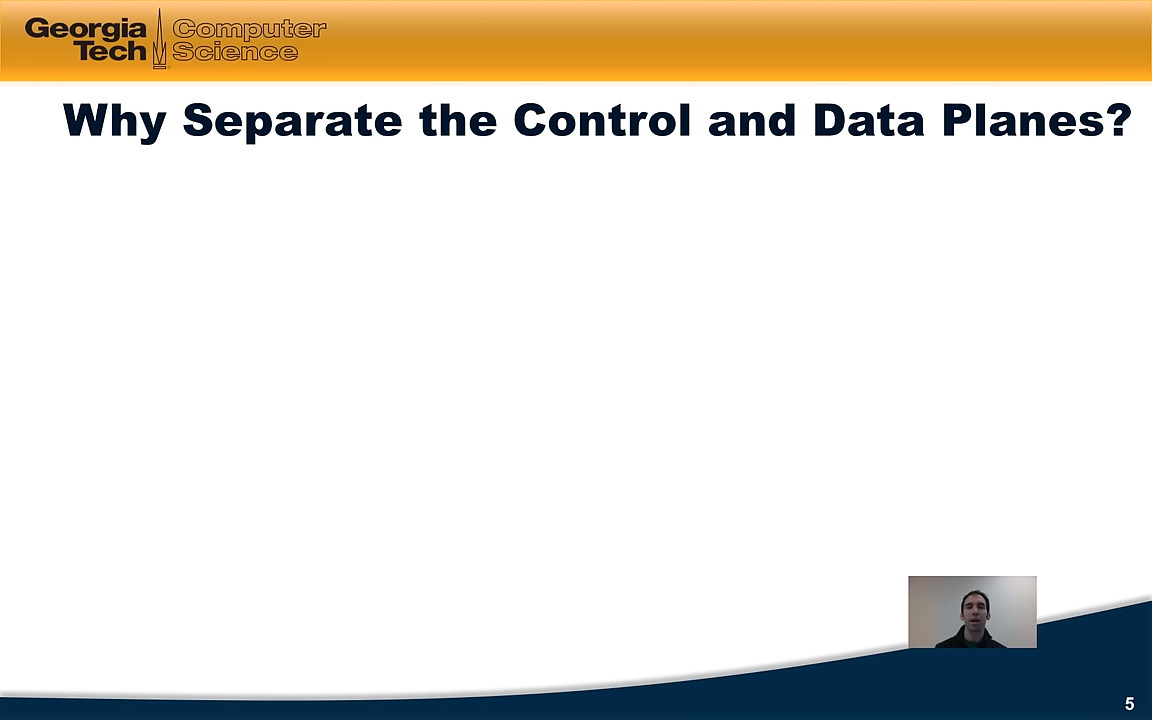 Georgia Tech
Computer Science
Why Separate the Control and Data Planes?
5